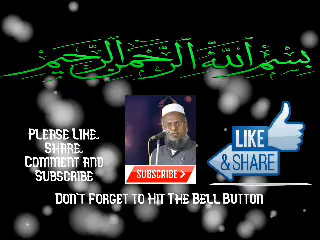 بسم الله الرحمن الرحيم
Please Like,
Share,
Comment and
Subscribe
SUBSCRIBE
LIKE
& SHARE
Don't Forget to Hit The Bell Button